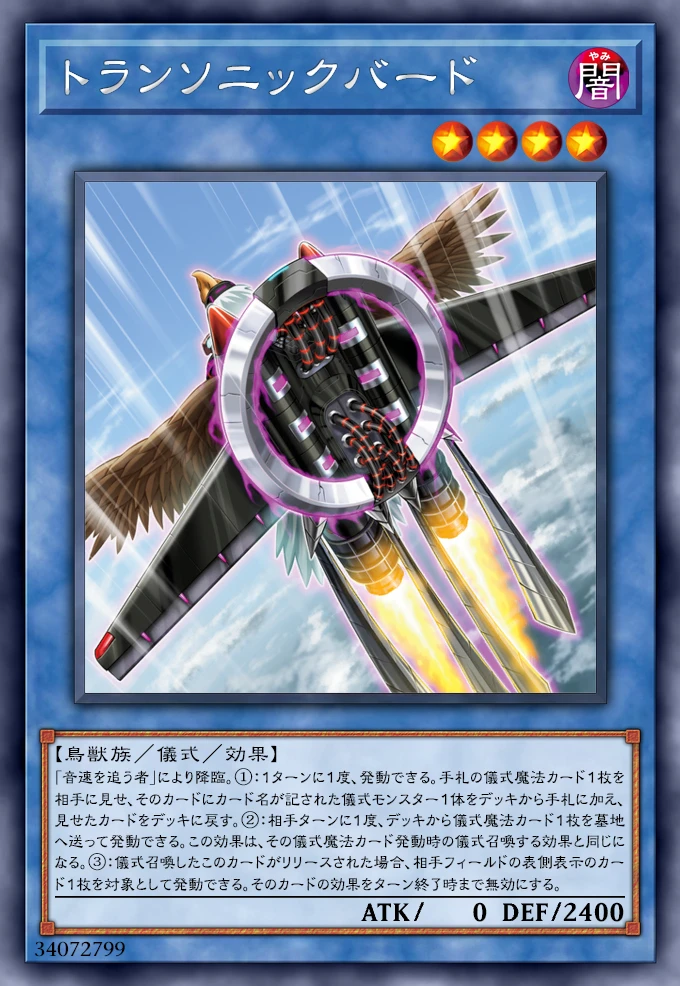 トランソニックバード
やみ
闇
【鳥獣族／儀式／効果】
「音速を追う者」により降臨。①：1ターンに1度、発動できる。手札の儀式魔法カード1枚を
相手に見せ、そのカードにカード名が記された儀式モンスター1体をデッキから手札に加え、
見せたカードをデッキに戻す。②：相手ターンに1度、デッキから儀式魔法カード1枚を墓地
へ送って発動できる。この効果は、その儀式魔法カード発動時の儀式召喚する効果と同じに
なる。③：儀式召喚したこのカードがリリースされた場合、相手フィールドの表側表示のカー
ド1枚を対象として発動できる。そのカードの効果をターン終了時まで無効にする。
ATK/ 0 DEF/2400
34072799